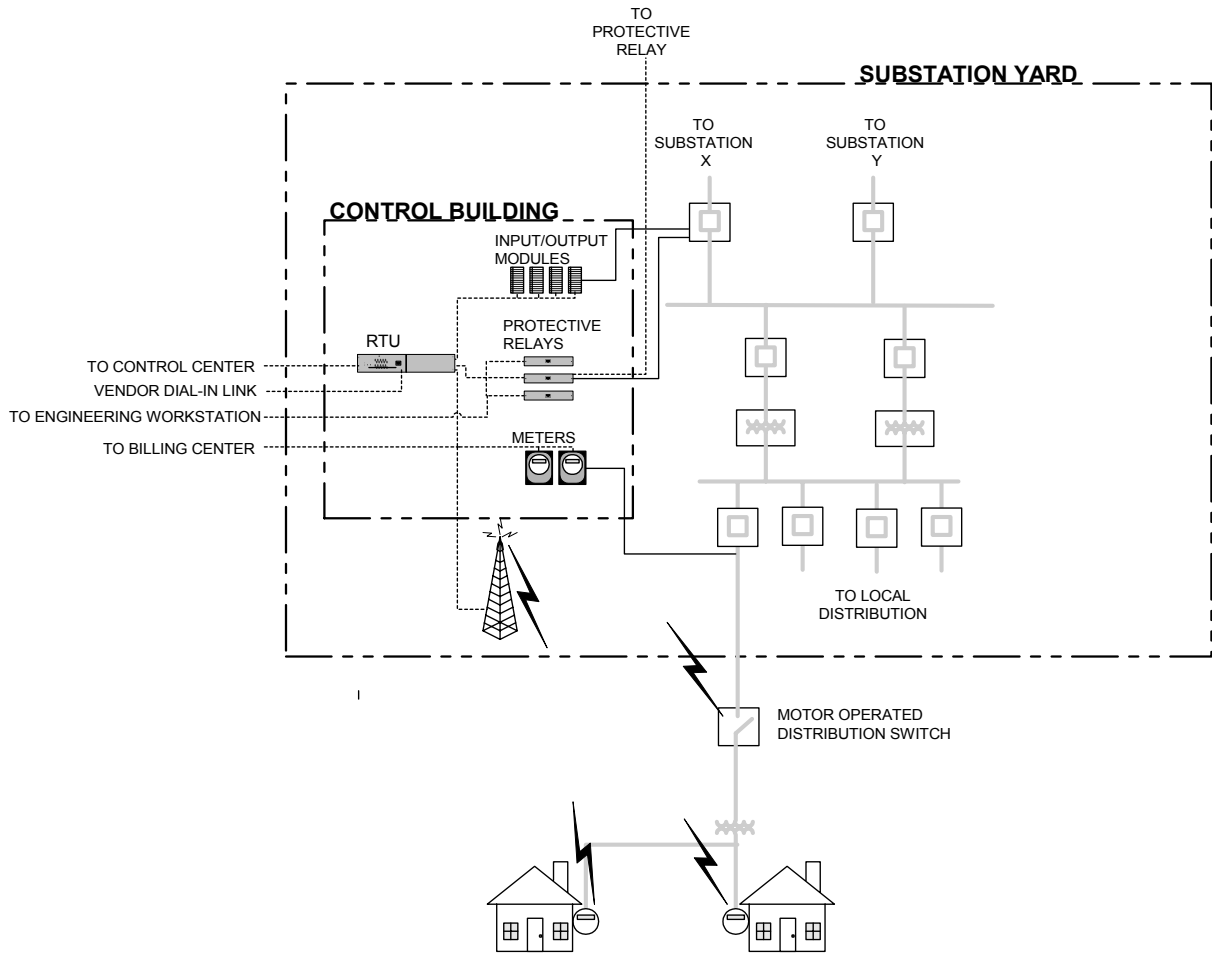 TO
PROTECTIVE
RELAY
SUBSTATION YARD
TO
SUBSTATION
X
TO
SUBSTATION
Y
CONTROL BUILDING
INPUT/OUTPUT
MODULES
PROTECTIVE
RELAYS
RTU
TO CONTROL CENTER
VENDOR DIAL-IN LINK
TO ENGINEERING WORKSTATION
METERS
TO BILLING CENTER
TO LOCAL
DISTRIBUTION
MOTOR OPERATED
DISTRIBUTION SWITCH